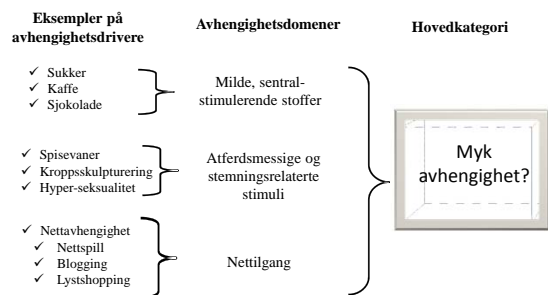 Eksempler på
avhengighetsdrivere
Avhengighetsdomener
Hovedkategori
✓ Sukker
✓ Kaffe
✓ Sjokolade
Milde, sentral-
stimulerende stoffer
✓ Spisevaner
✓ Kroppsskulpturering
✓ Hyper-seksualitet
Atferdsmessige og
stemningsrelaterte
stimuli
Myk
avhengighet?
✓ Nettavhengighet
✓ Nettspill
✓ Blogging
✓ Lystshopping
Nettilgang